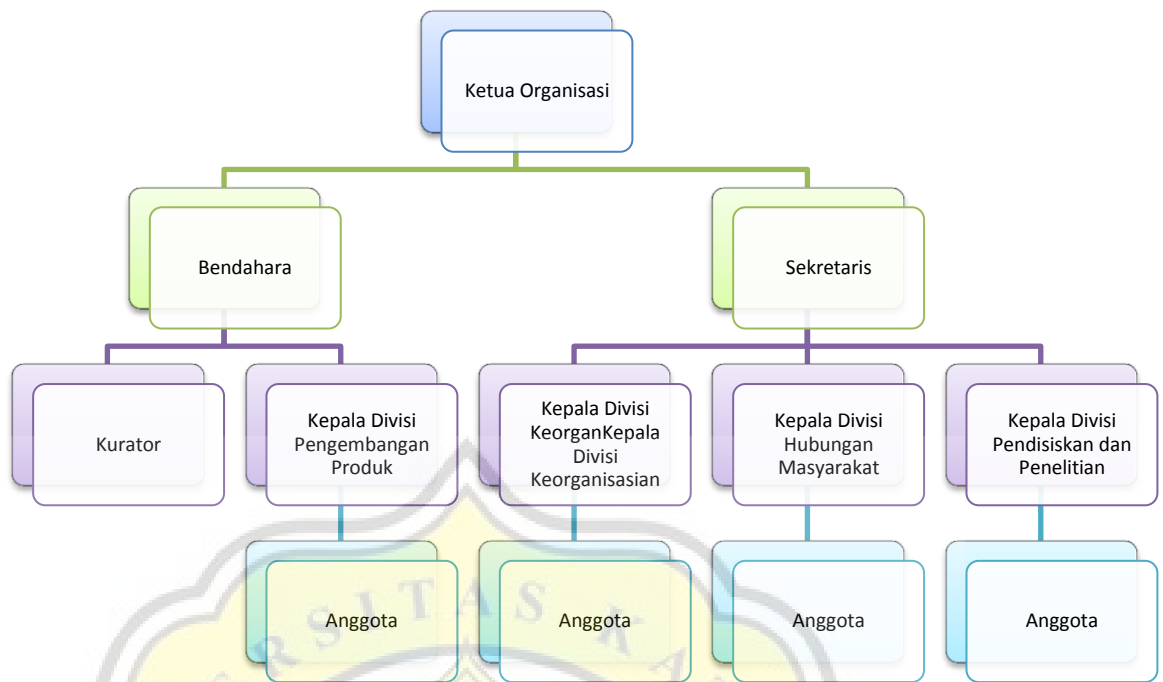 Ketua Organisasi
Bendahara
Sekretaris
Kurator
Kepala Divisi
Pengembangan
Produk
Kepala Divisi
KeorganKepala
Divisi
Keorganisasian
Kepala Divisi
Hubungan
Masyarakat
Kepala Divisi
Pendisiskan dan
Penelitian
Anggota
Anggota
Anggota
Anggota